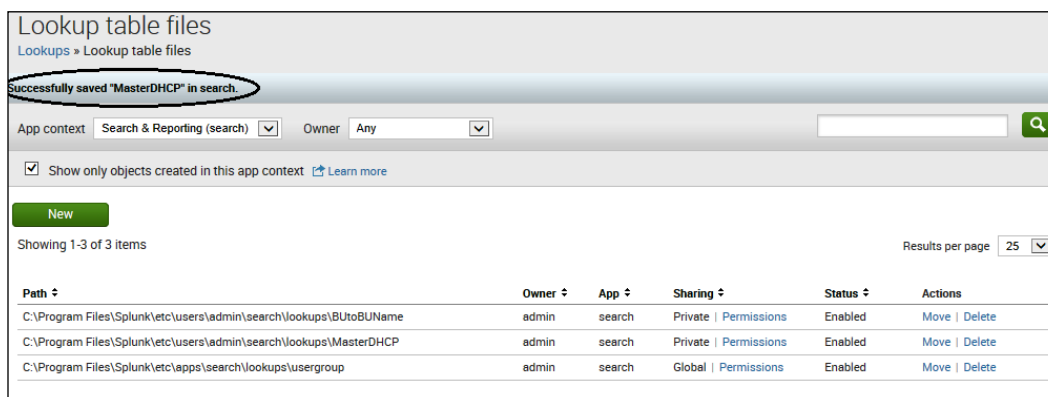 Lookup table files
Lookups » Lookup table files
Successfully saved "MasterDHCP" in search.
App context Search & Reporting (search) Owner Any
Show only objects created in this app context Learn more
New
Showing 1-3 of 3 items Results per page 25
Path Owner App Sharing Status Actions
C:\Program Files\Splunk\etc\users\admin\search\lookups\BUtoBUName admin search Private | Permissions Enabled Move | Delete
C:\Program Files\Splunk\etc\users\admin\search\lookups\MasterDHCP admin search Private | Permissions Enabled Move | Delete
C:\Program Files\Splunk\etc\apps\search\lookups\usergroup admin search Global | Permissions Enabled Move | Delete